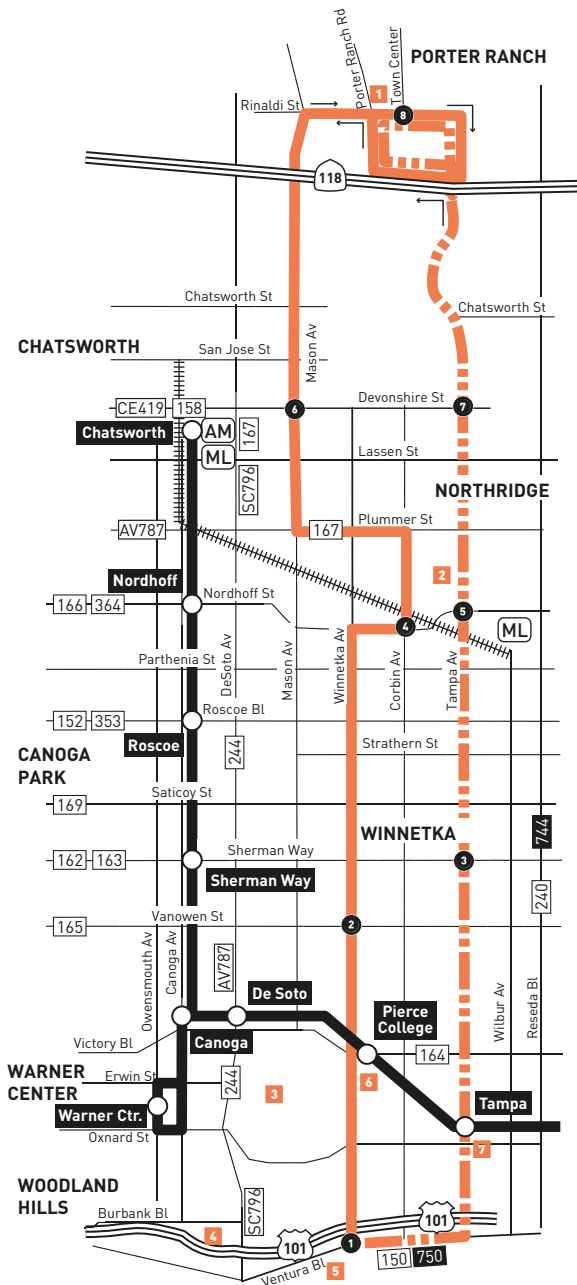 PORTER RANCH
Porter Ranch Rd
Town Center
1
Rinaldi St
8
118
Chatsworth St
Chatsworth St
CHATSWORTH
San Jose St
Mason Av
CE419
158
Devonshire St
6
7
Chatsworth
AM
167
ML
Lassen St
SC796
NORTHRIDGE
AV787
167
Plummer St
Nordhoff
2
166
364
Nordhoff St
4
5
ML
DeSoto Av
Mason Av
Winnetka Av
Corbin Av
Tampa Av
Parthenia St
152
353
Roscoe Bl
Roscoe
244
Strathern St
CANOGA
PARK
Saticoy St
169
WINNETKA
744
162
163
Sherman Way
3
Sherman Way
240
165
Vanowen St
2
Owensmouth Av
Canoga Av
AV787
De Soto
Wilbur Av
Reseda Bl
Pierce
College
Victory Bl
Canoga
164
WARNER
CENTER
Erwin St
244
3
6
Warner Ctr.
Tampa
Oxnard St
7
WOODLAND
HILLS
Burbank Bl
SC796
4
101
101
1
Ventura Bl
5
150
750